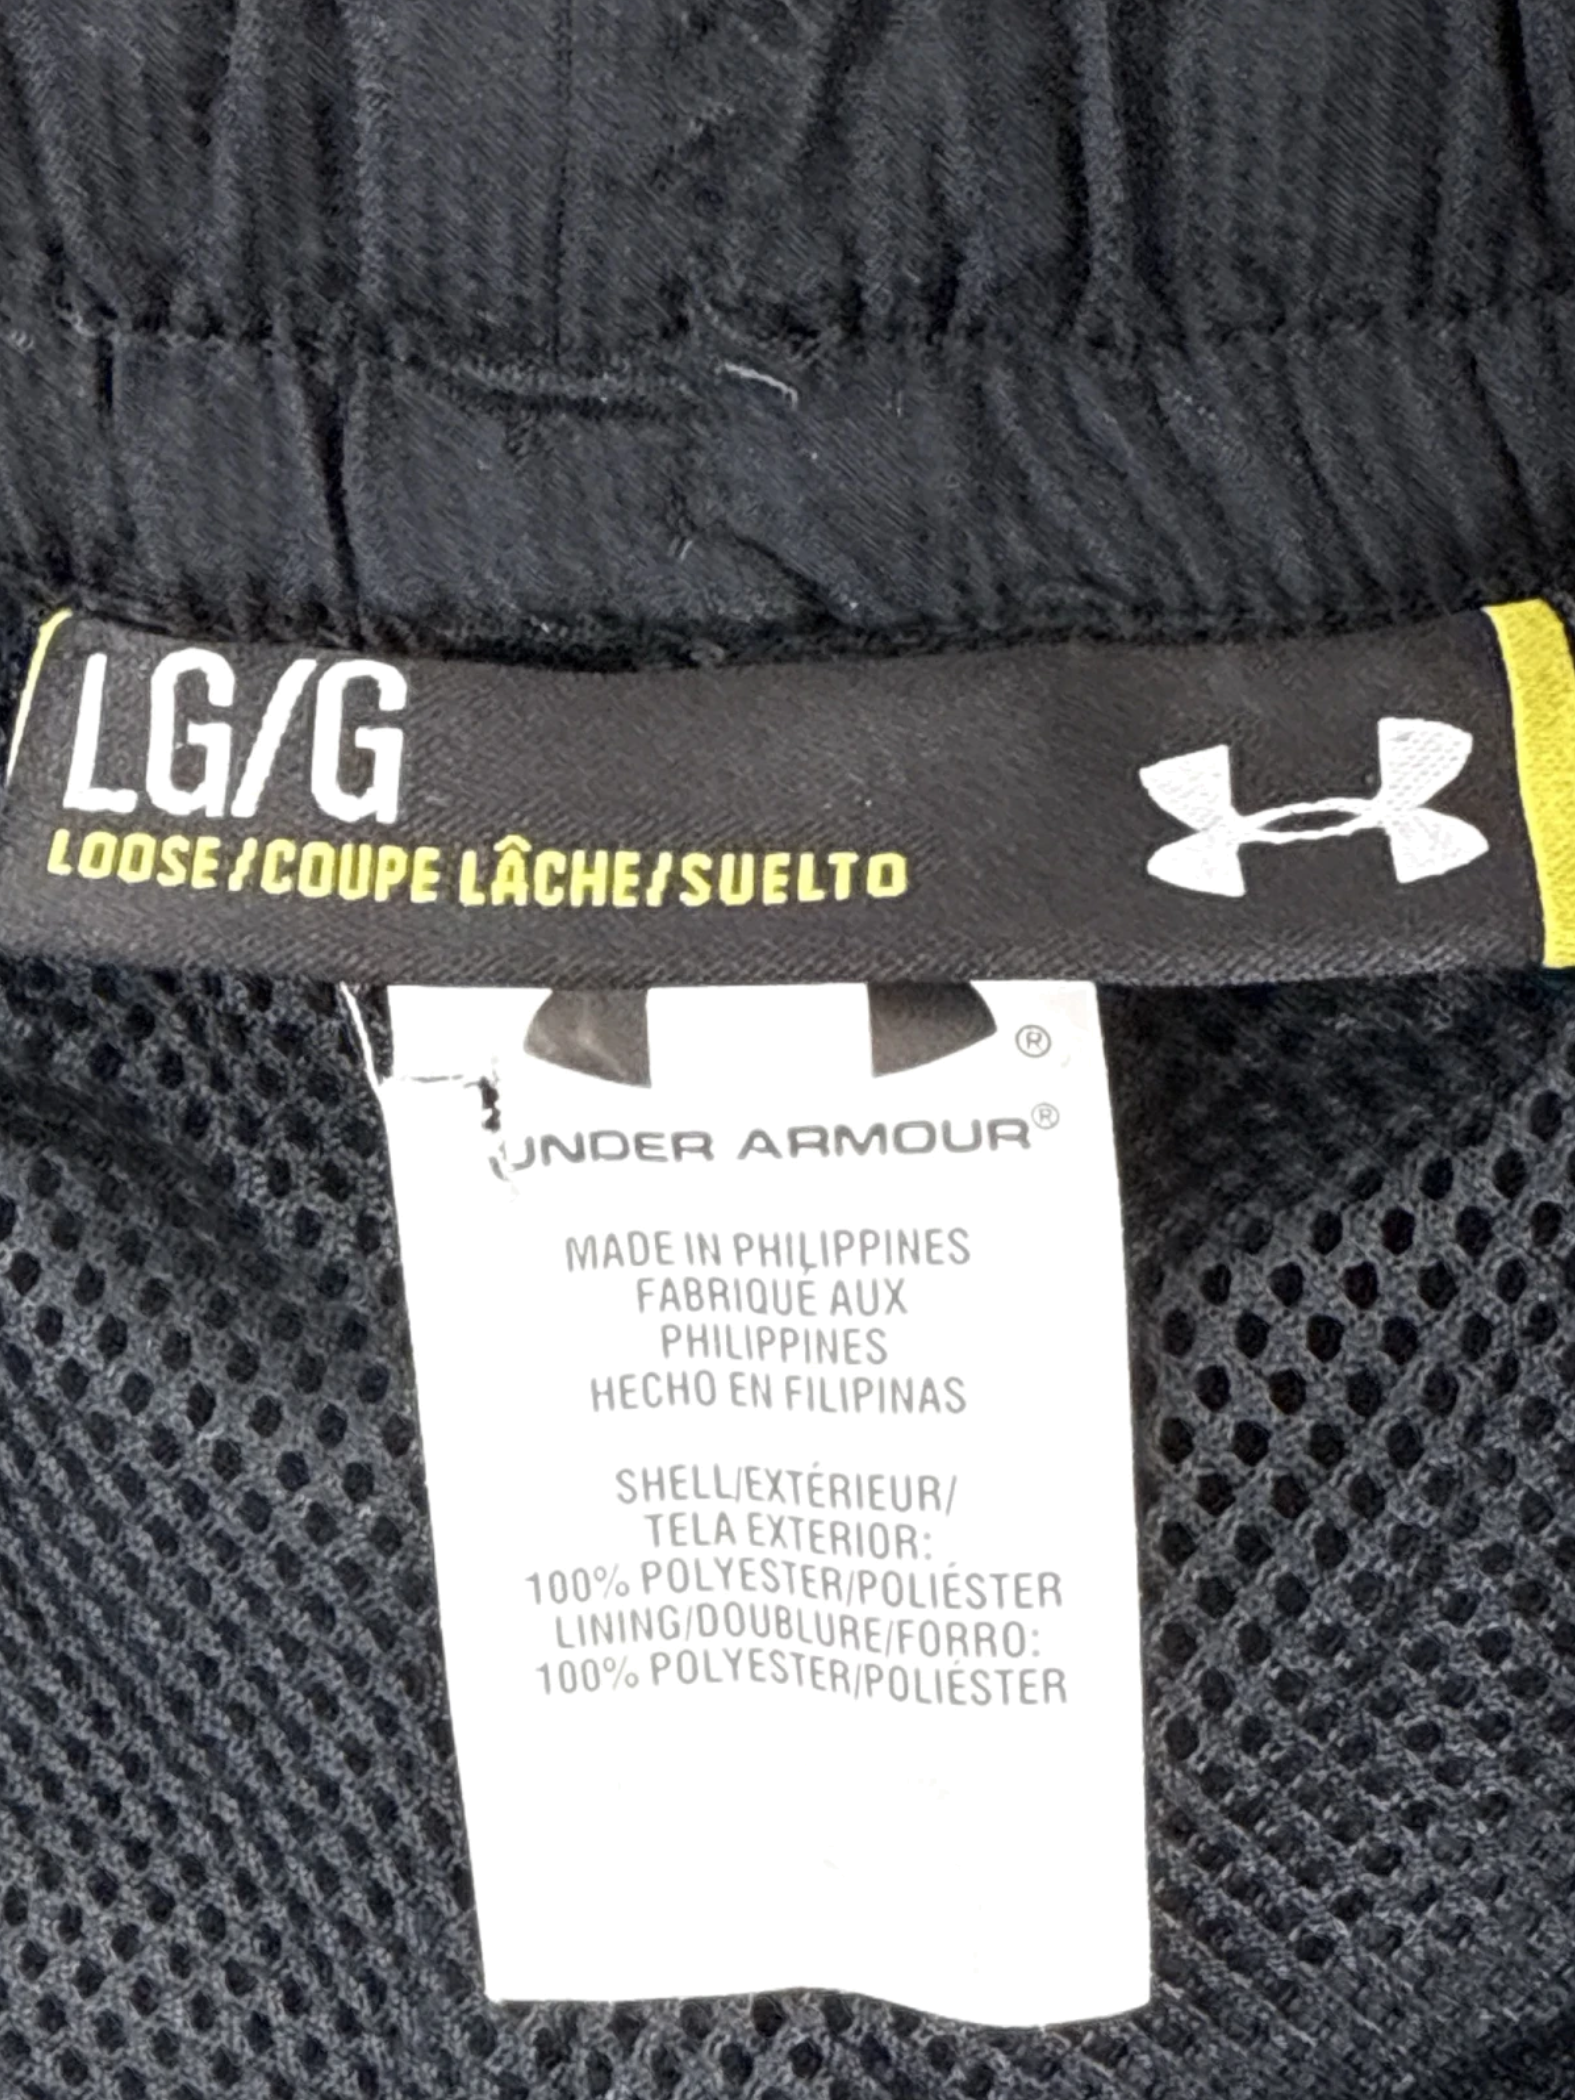 LG/G
LOOSE/COUPE LÂCHE/SUELTO
®
UNDER ARMOUR®
MADE IN PHILIPPINES
FABRIQUÉ AUX
PHILIPPINES
HECHO EN FILIPINAS
SHELL/EXTÉRIEUR/
TELA EXTERIOR:
100% POLYESTER/POLIÉSTER
LINING/DOUBLURE/FORRO:
100% POLYESTER/POLIÉSTER